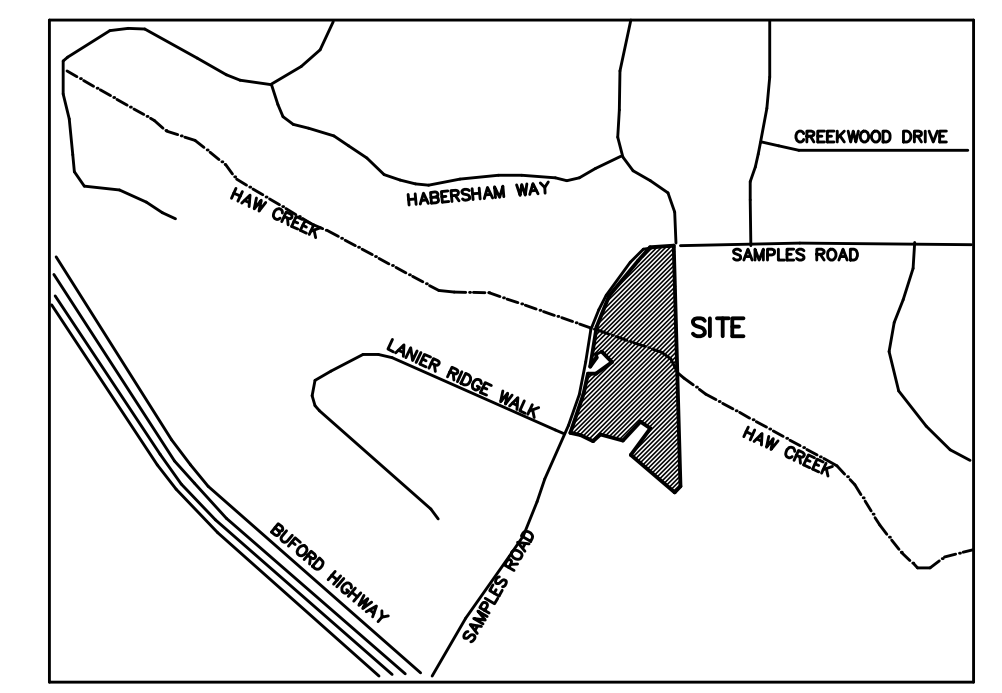 CREEKWOOD DRIVE
HABERSHAM WAY
HAW CREEK
SAMPLES ROAD
SITE
LANIER RIDGE WALK
HAW CREEK
BUFORD HIGHWAY
SAMPLES ROAD